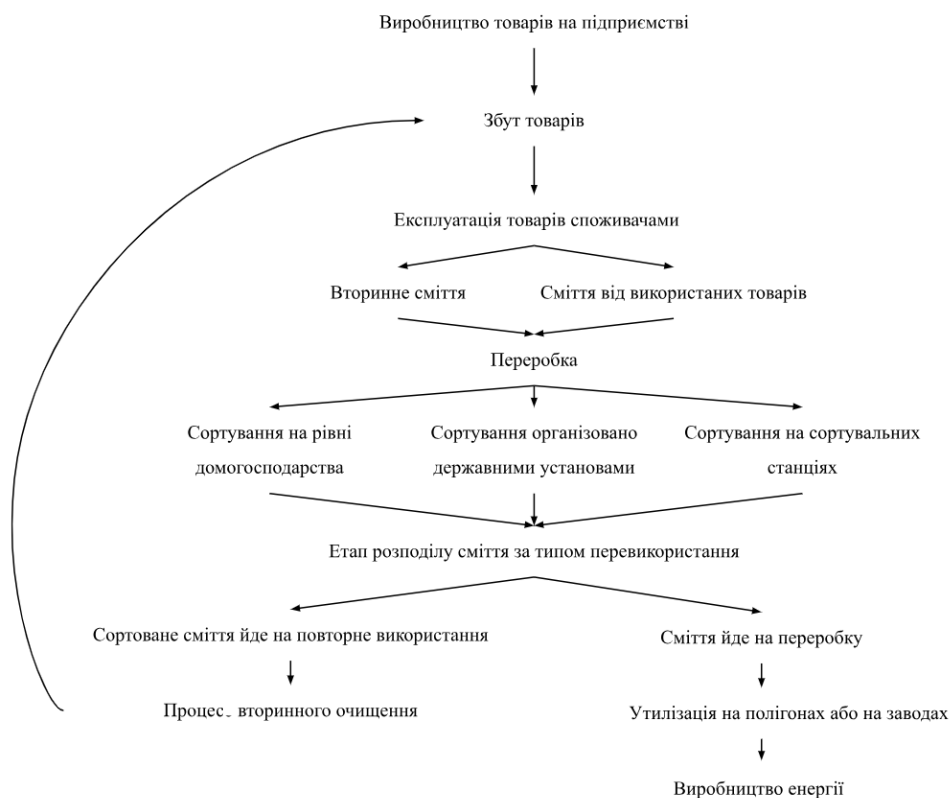 Виробництво товарів на підприємстві
Збут товарів
Експлуатація товарів споживачами
Вторинне сміття
Сміття від використаних товарів
Переробка
Сортування на рівні
домогосподарства
Сортування організовано
державними установами
Сортування на сортувальних
станціях
Етап розподілу сміття за типом перевикористання
Сортоване сміття йде на повторне використання
Сміття йде на переробку
Процес вторинного очищення
Утилізація на полігонах або на заводах
Виробництво енергії